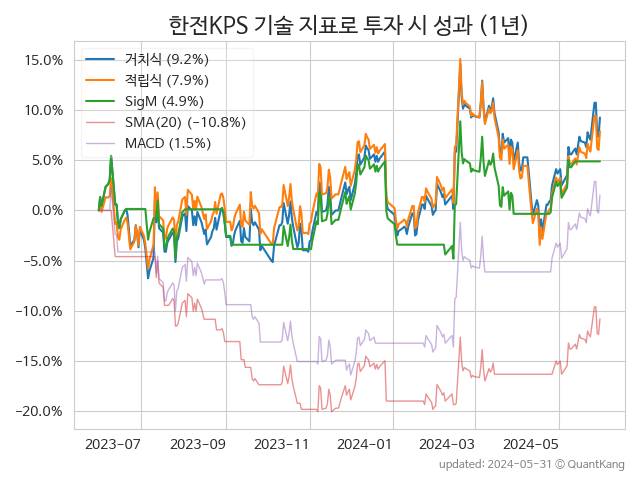 한전KPS 기술 지표로 투자 시 성과 (1년)
거치식 (9.2%)
적립식 (7.9%)
SigM (4.9%)
SMA(20) (−10.8%)
MACD (1.5%)
15.0%
10.0%
5.0%
0.0%
−5.0%
−10.0%
−15.0%
−20.0%
2023-07 2023-09 2023-11 2024-01 2024-03 2024-05
updated: 2024-05-31 © QuantKang